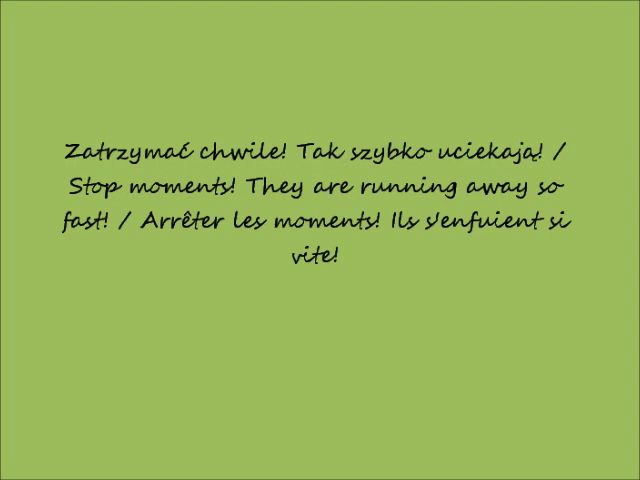 Zatrzymać chwile! Tak szybko uciekają! /
Stop moments! They are running away so
fast! / Arrêter les moments! Ils s'enfuient si
vite!